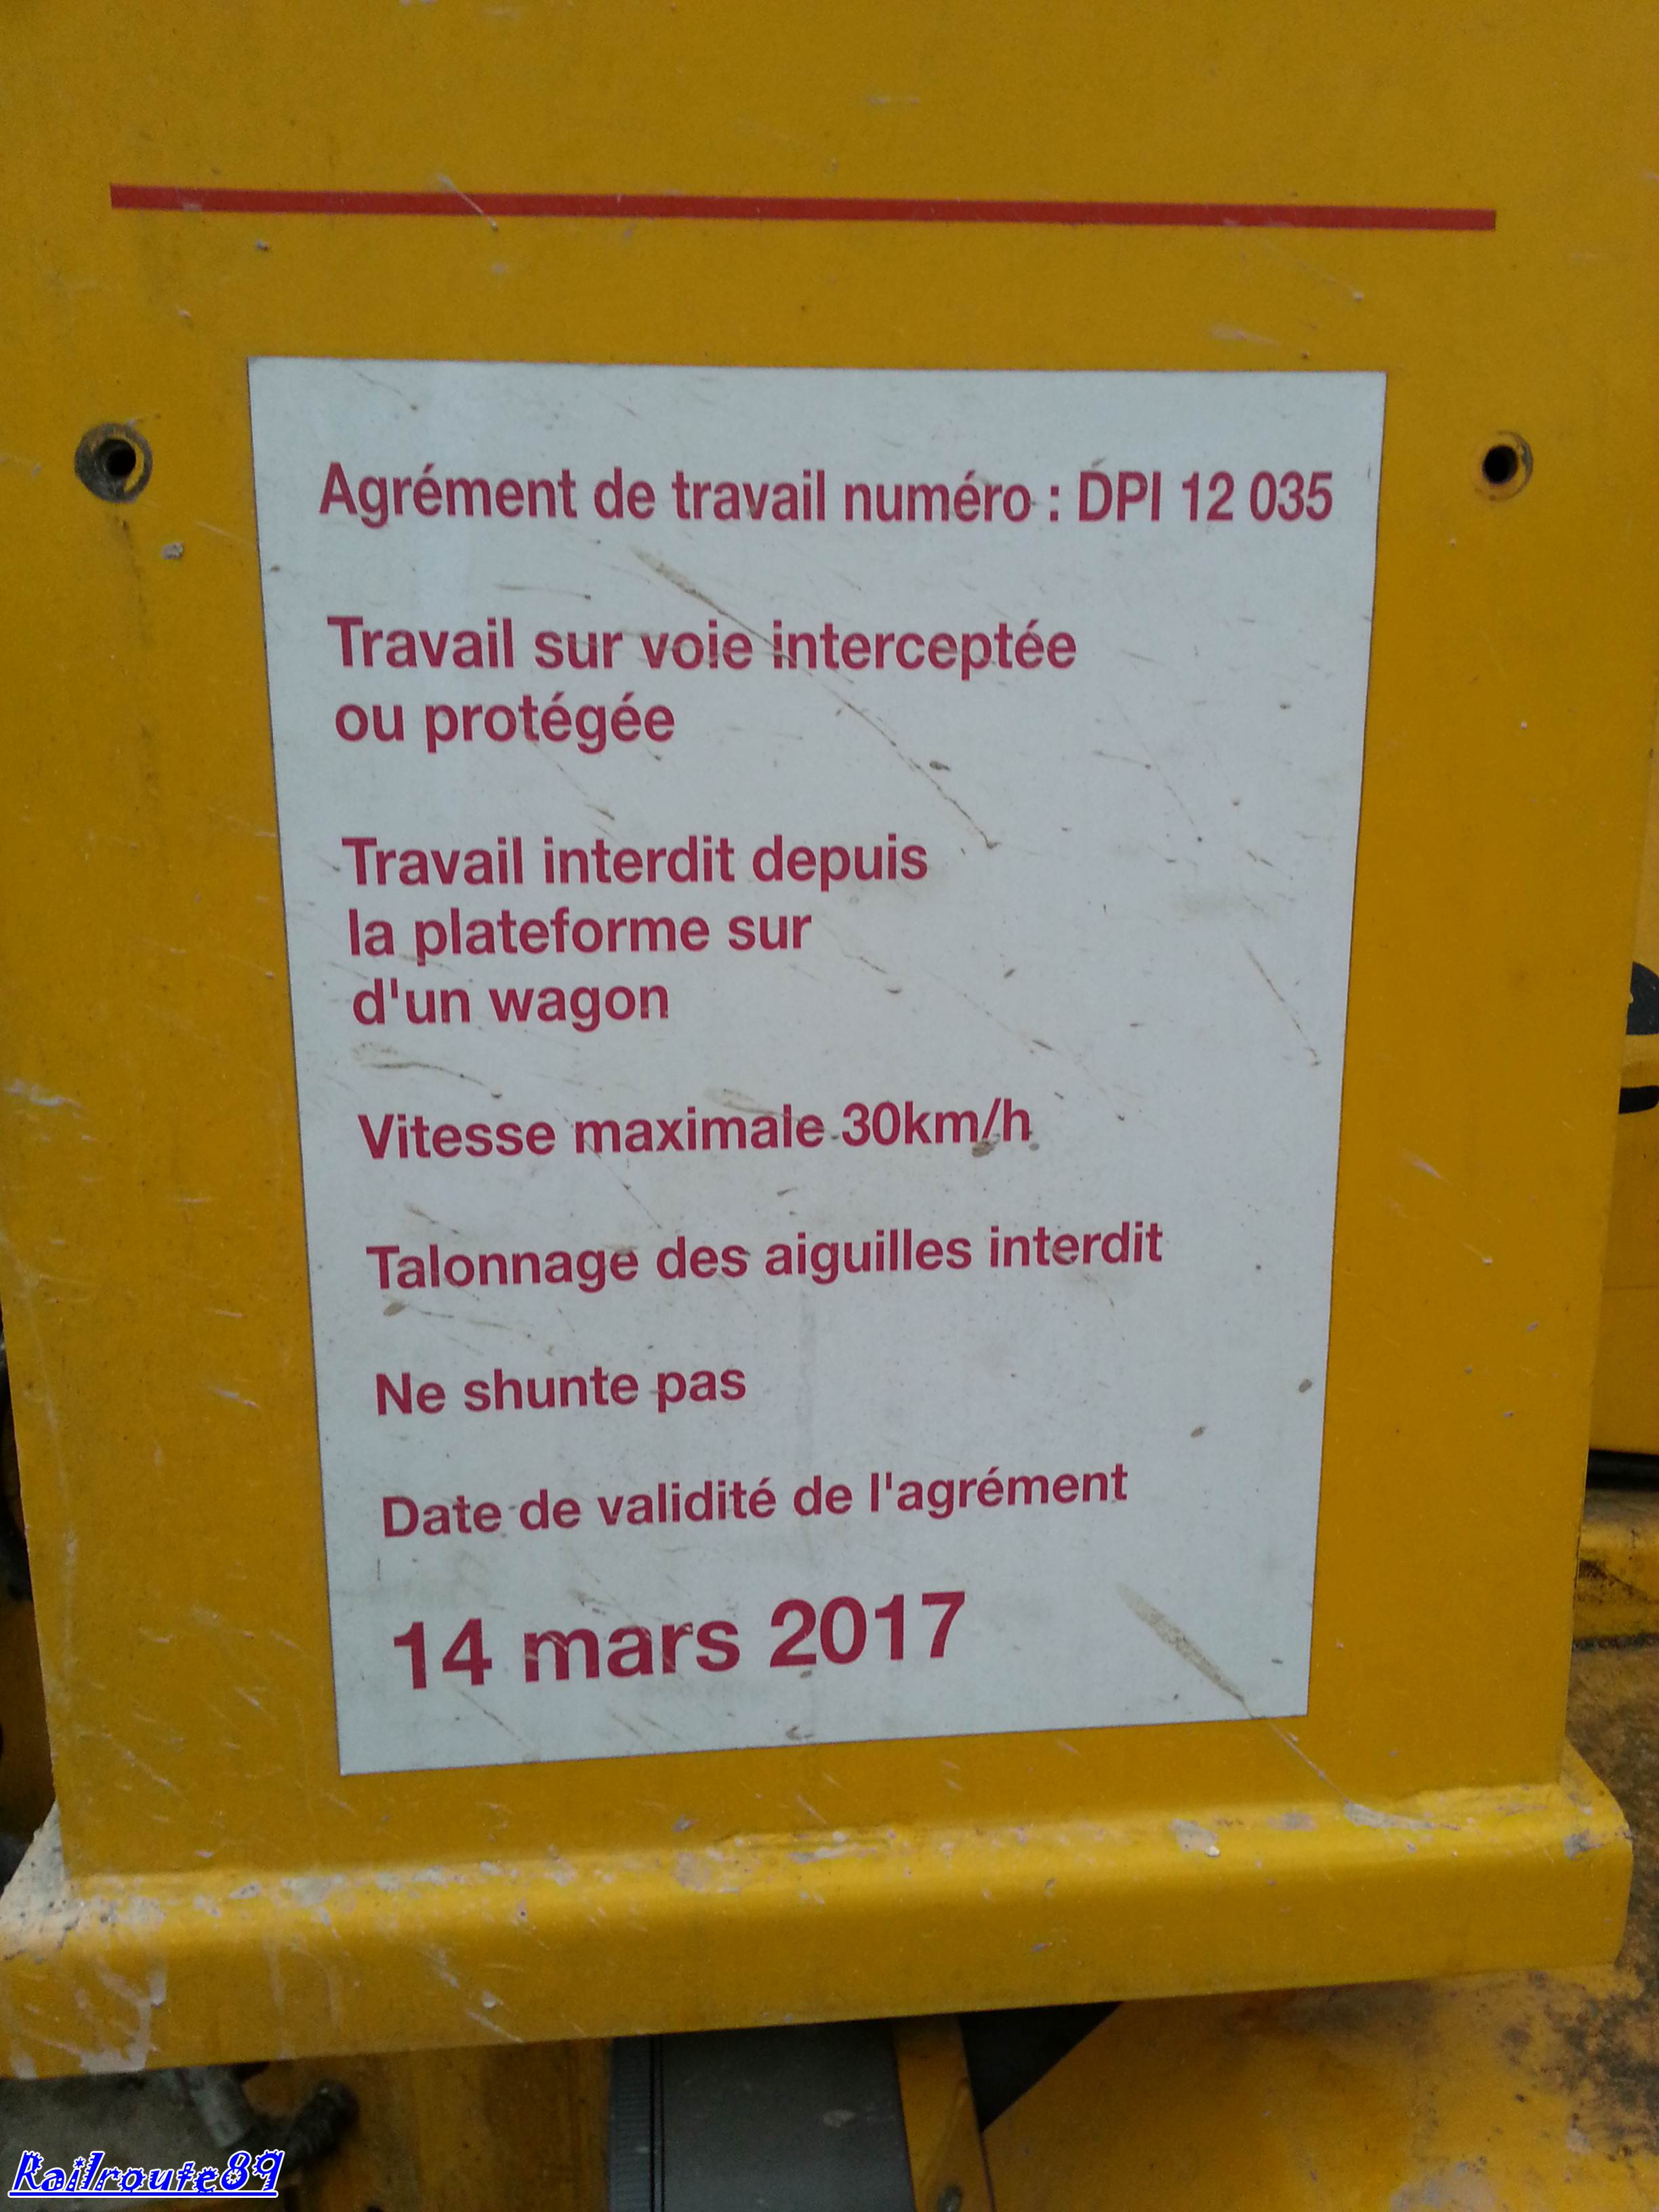 Agrément de travail numéro : DPI 12 035
Travail sur voie interceptée
ou protégée
Travail interdit depuis
la plateforme sur
d'un wagon
Vitesse maximale 30km/h
Talonnage des aiguilles interdit
Ne shunte pas
Date de validité de l'agrément
14 mars 2017
Railroute89